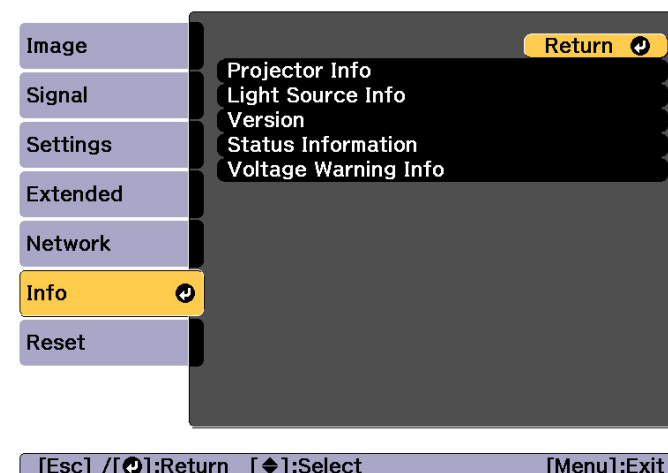 Image
Signal
Settings
Extended
Network
Info
Reset
Return
Projector Info
Light Source Info
Version
Status Information
Voltage Warning Info
[Esc] /[⏎]:Return [◆]:Select [Menu]:Exit